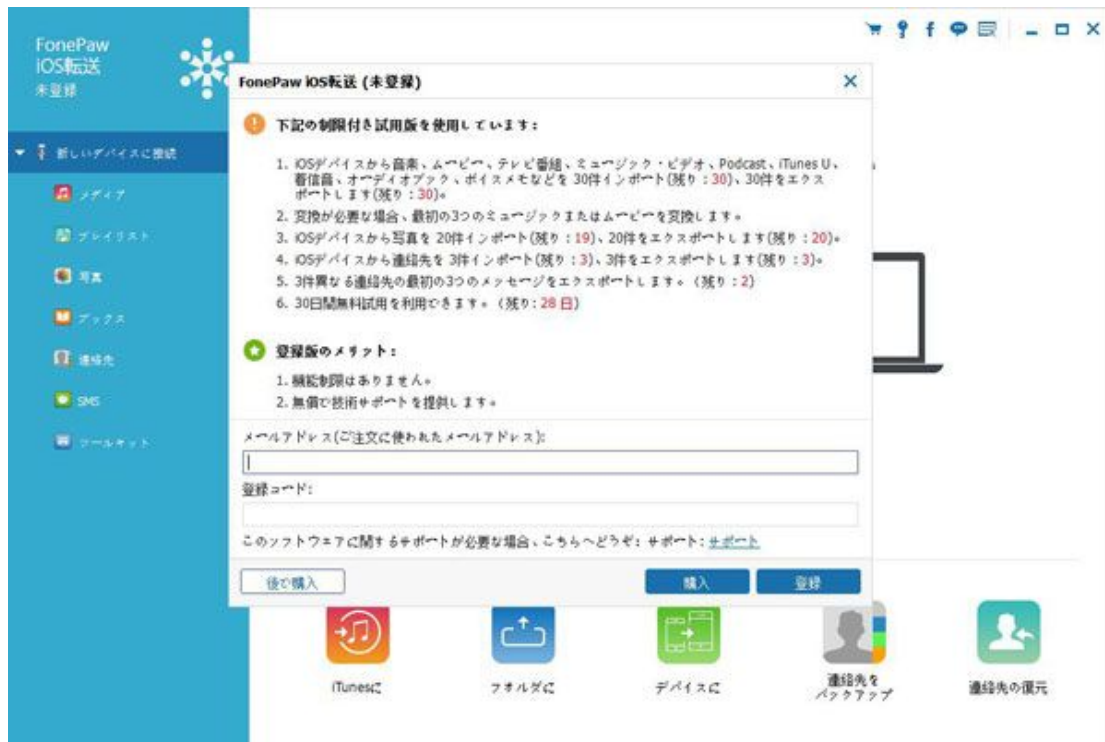 FonePaw
iOS転送
未登録
FonePaw iOS転送 (未登録)
下記の制限付き試用版を使用しています：
1. iOSデバイスから音楽、ムービー、テレビ番組、ミュージック・ビデオ、Podcast、iTunes U、
着信音、オーディオブック、ボイスメモなどを 30件インポート(残り：30)、30件をエクス
ポートします(残り：30)。
2. 変換が必要な場合、最初の3つのミュージックまたはムービーを変換します。
3. iOSデバイスから写真を 20件インポート(残り：19)、20件をエクスポートします(残り：20)。
4. iOSデバイスから連絡先を 3件インポート(残り：3)、3件をエクスポートします(残り：3)。
5. 3件異なる連絡先の最初の3つのメッセージをエクスポートします。（残り：2)
6. 30日間無料試用を利用できます。（残り：28 日)
登録版のメリット：
1. 機能制限はありません。
2. 無償で技術サポートを提供します。
メールアドレス(ご注文に使われたメールアドレス):
登録コード:
このソフトウェアに関するサポートが必要な場合、こちらへどうぞ: サポート: サポート
後で購入
購入
登録
新しいデバイスに接続
メディア
プレイリスト
写真
ブックス
連絡先
SMS
ツールキット
iTunesに
フォルダに
デバイスに
連絡先を
バックアップ
連絡先の復元